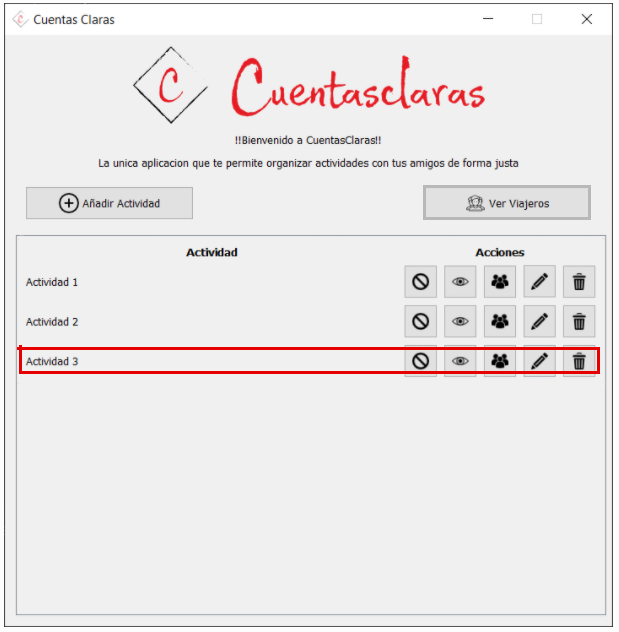 Cuentas Claras
C Cuentasclaras
!!Bienvenido a CuentasClaras!!
La unica aplicacion que te permite organizar actividades con tus amigos de forma justa
Añadir Actividad
Ver Viajeros
Actividad Acciones
Actividad 1
Actividad 2
Actividad 3